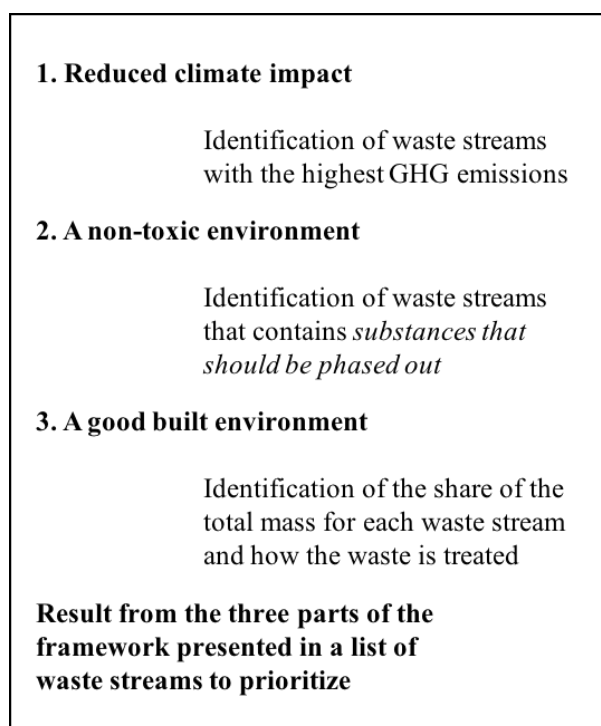 1. Reduced climate impact
Identification of waste streams
with the highest GHG emissions
2. A non-toxic environment
Identification of waste streams
that contains substances that
should be phased out
3. A good built environment
Identification of the share of the
total mass for each waste stream
and how the waste is treated
Result from the three parts of the
framework presented in a list of
waste streams to prioritize